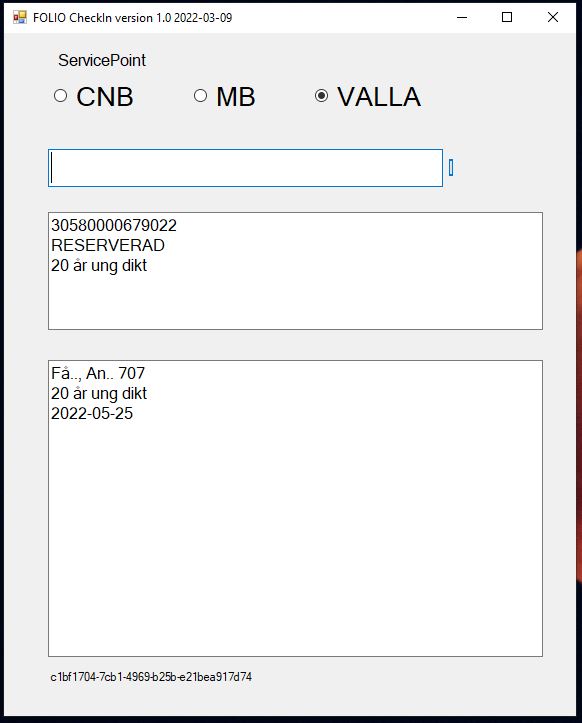 FOLIO CheckIn version 1.0 2022-03-09
ServicePoint
CNB MB VALLA
30580000679022
RESERVERAD
20 år ung dikt
Få.., An.. 707
20 år ung dikt
2022-05-25
c1bf1704-7cb1-4969-b25b-e21bea917d74